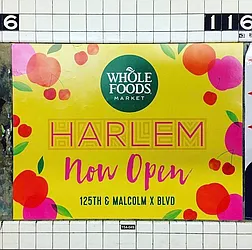 6
116
WHOLE
FOODS
MARKET
HARLEM
Now Open
125TH & MALCOLM X BLVD